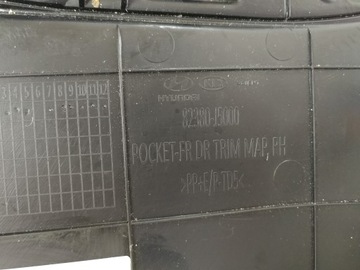 3 4 5 6 7 8 9 10 11 12
HYUNDAI KIA
82380-J5000
POCKET-FR DR TRIM MAP, RH
>PP+E/P-TD5<